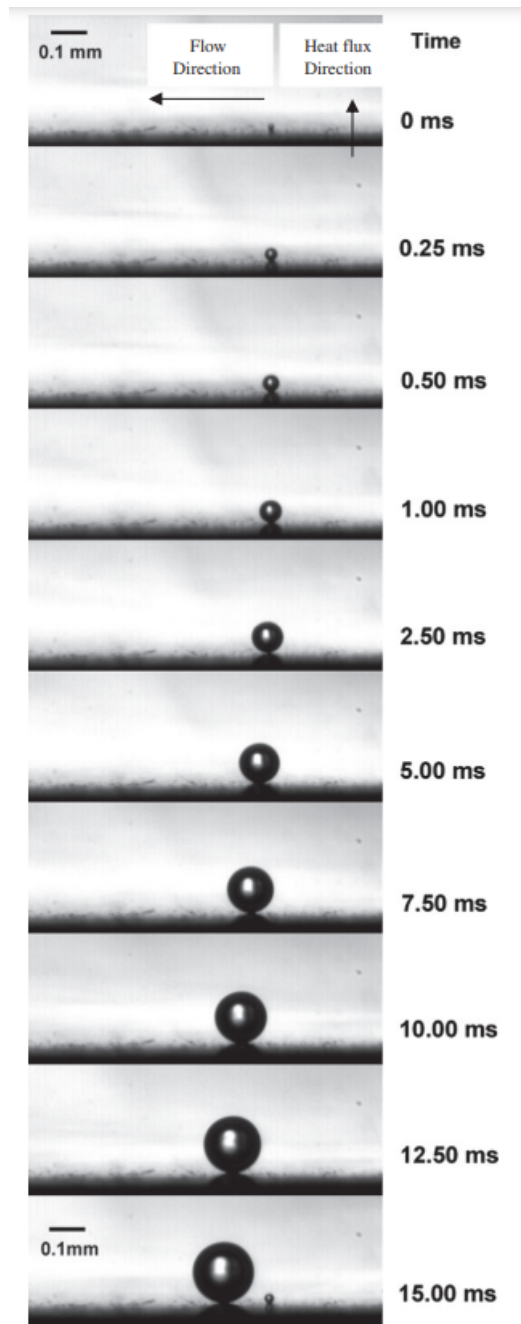 0.1 mm
Flow
Direction
Heat flux
Direction
Time
0 ms
0.25 ms
0.50 ms
1.00 ms
2.50 ms
5.00 ms
7.50 ms
10.00 ms
12.50 ms
0.1mm
15.00 ms